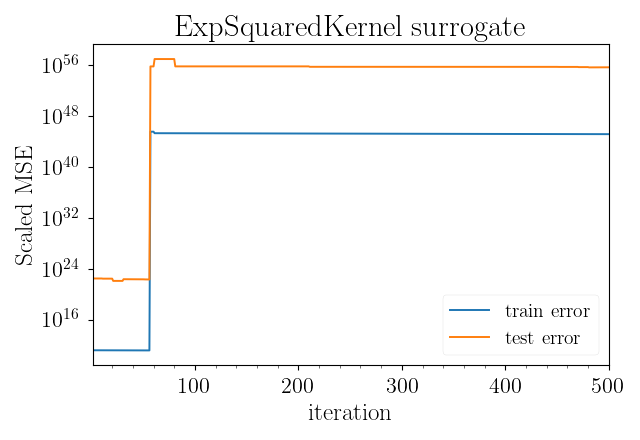 ExpSquaredKernel surrogate
Scaled MSE
10^56
10^48
10^40
10^32
10^24
10^16
train error
test error
100 200 300 400 500
iteration